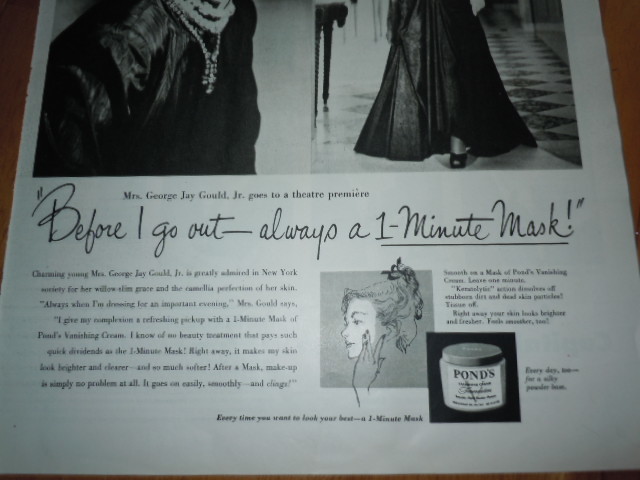 Mrs. George Jay Gould, Jr. goes to a theatre première
"Before I go out—always a 1-Minute Mask!"
Charming young Mrs. George Jay Gould, Jr. is greatly admired in New York
society for her willow-slim grace and the camellia perfection of her skin.
"Always when I'm dressing for an important evening," Mrs. Gould says,
"I give my complexion a refreshing pickup with a 1-Minute Mask of
Pond's Vanishing Cream. I know of no beauty treatment that pays such
quick dividends as the 1-Minute Mask! Right away, it makes my skin
look brighter and clearer—and so much softer! After a Mask, make-up
is simply no problem at all. It goes on easily, smoothly—and clings!"
Smooth on a Mask of Pond's Vanishing
Cream. Leave one minute.
"Keratolytic" action dissolves off
stubborn dirt and dead skin particles!
Tissue off.
Right away your skin looks brighter
and fresher. Feels smoother, too!
POND'S
VANISHING CREAM
Every day, too—
for a silky
powder base.
Every time you want to look your best—a 1-Minute Mask